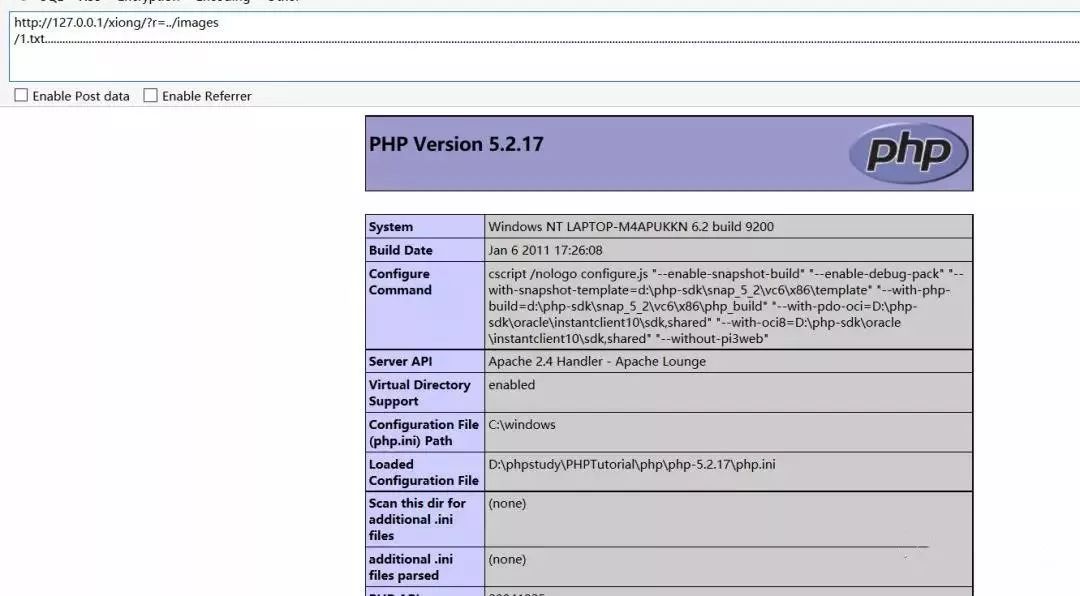 http://127.0.0.1/xiong/?r=../images
/1.txt................................................................................................................................................................................................................................
Enable Post data Enable Referrer
PHP Version 5.2.17
php
System Windows NT LAPTOP-M4APUKKN 6.2 build 9200
Build Date Jan 6 2011 17:26:08
Configure Command cscript /nologo configure.js "--enable-snapshot-build" "--enable-debug-pack" "--
with-snapshot-template=d:\php-sdk\snap_5_2\vc6\x86\template" "--with-php-
build=d:\php-sdk\snap_5_2\vc6\x86\php_build" "--with-pdo-oci=D:\php-
sdk\oracle\instantclient10\sdk,shared" "--with-oci8=D:\php-sdk\oracle
\instantclient10\sdk,shared" "--without-pi3web"
Server API Apache 2.4 Handler - Apache Lounge
Virtual Directory
Support enabled
Configuration File
(php.ini) Path C:\windows
Loaded
Configuration File D:\phpstudy\PHPTutorial\php\php-5.2.17\php.ini
Scan this dir for
additional .ini
files (none)
additional .ini
files parsed (none)